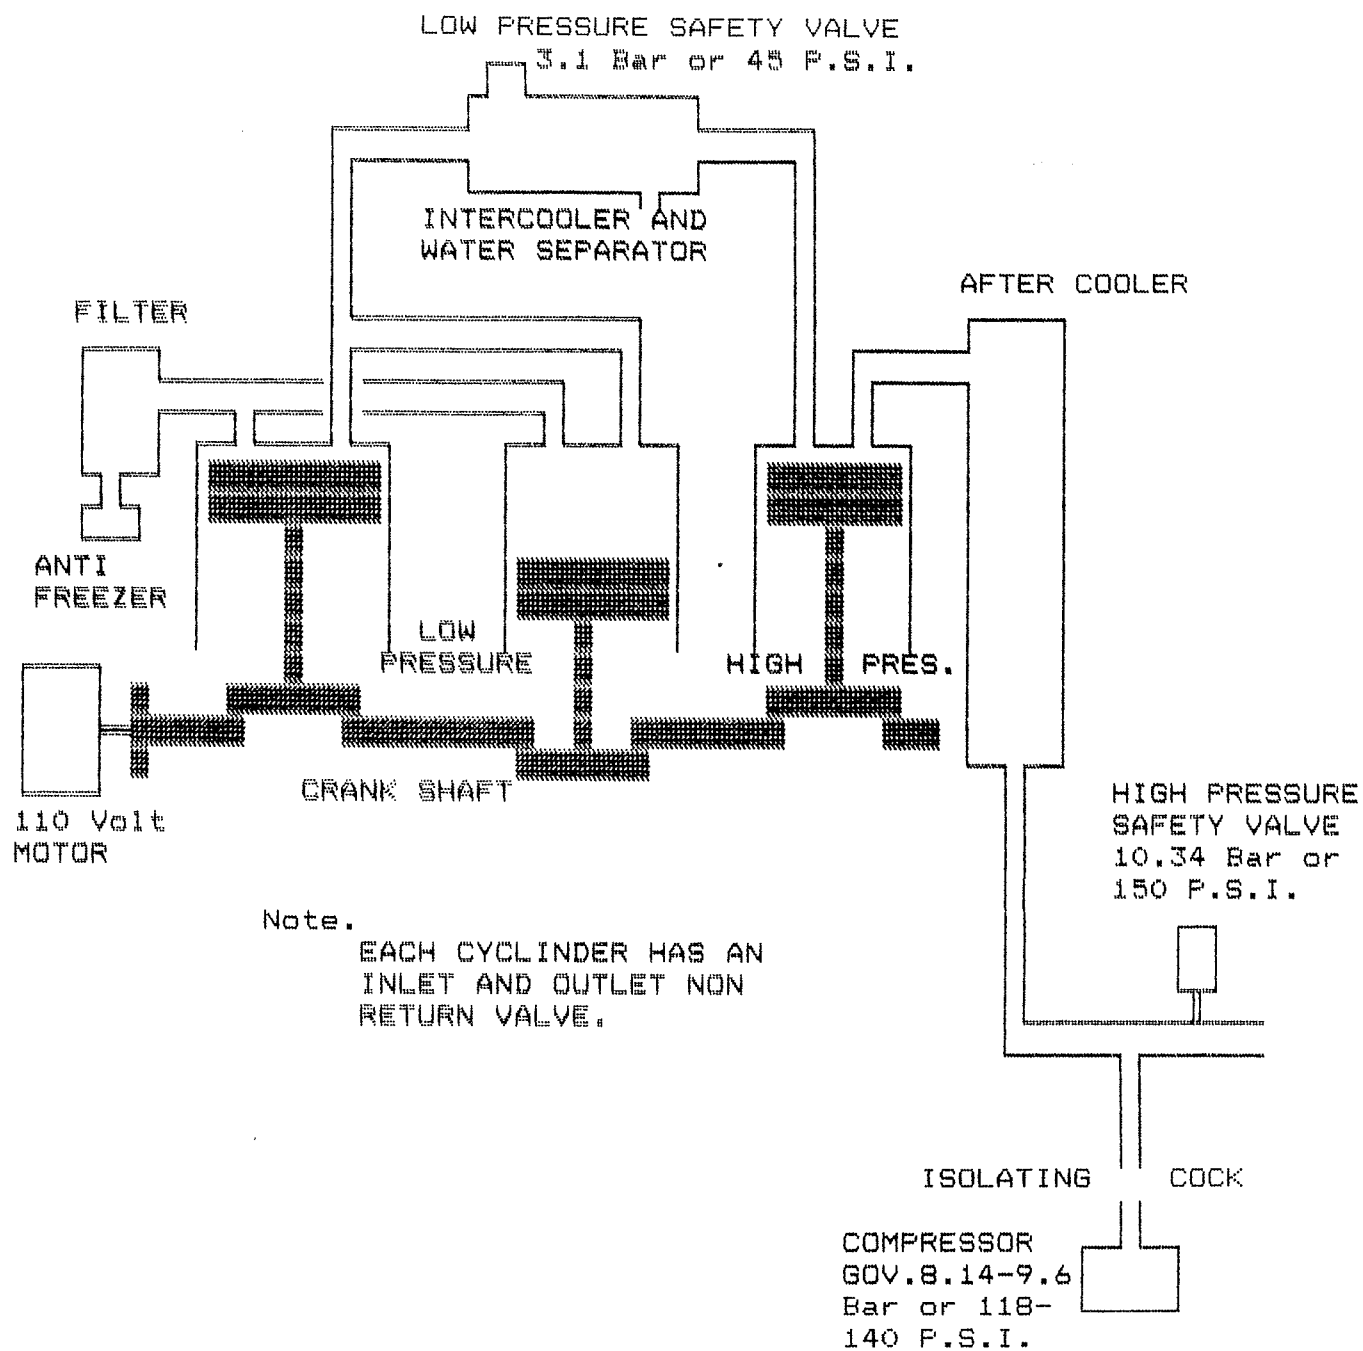 LOW PRESSURE SAFETY VALVE
3.1 Bar or 45 P.S.I.
INTERCOOLER AND
WATER SEPARATOR
AFTER COOLER
FILTER
ANTI
FREEZER
LOW
PRESSURE
HIGH PRES.
CRANK SHAFT
110 Volt
MOTOR
HIGH PRESSURE
SAFETY VALVE
10.34 Bar or
150 P.S.I.
Note.
EACH CYCLINDER HAS AN
INLET AND OUTLET NON
RETURN VALVE.
ISOLATING COCK
COMPRESSOR
GOV.8.14-9.6
Bar or 118-
140 P.S.I.